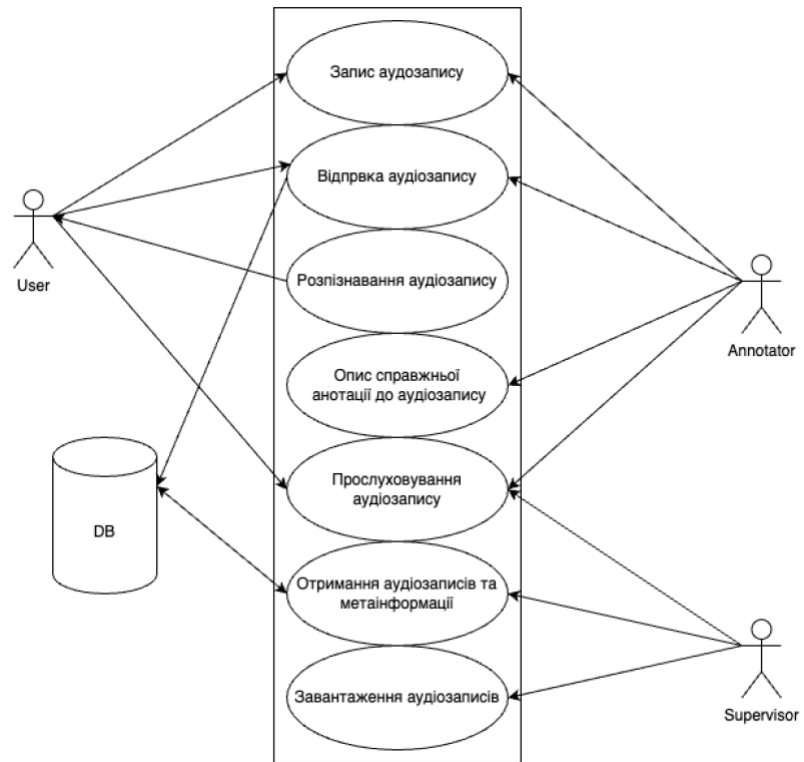 Запис аудозапису
Відпрвка аудіозапису
User
Розпізнавання аудіозапису
Annotator
Опис справжньої
анотації до аудіозапису
Прослуховування
аудіозапису
DB
Отримання аудіозаписів та
метаінформації
Завантаження аудіозаписів
Supervisor